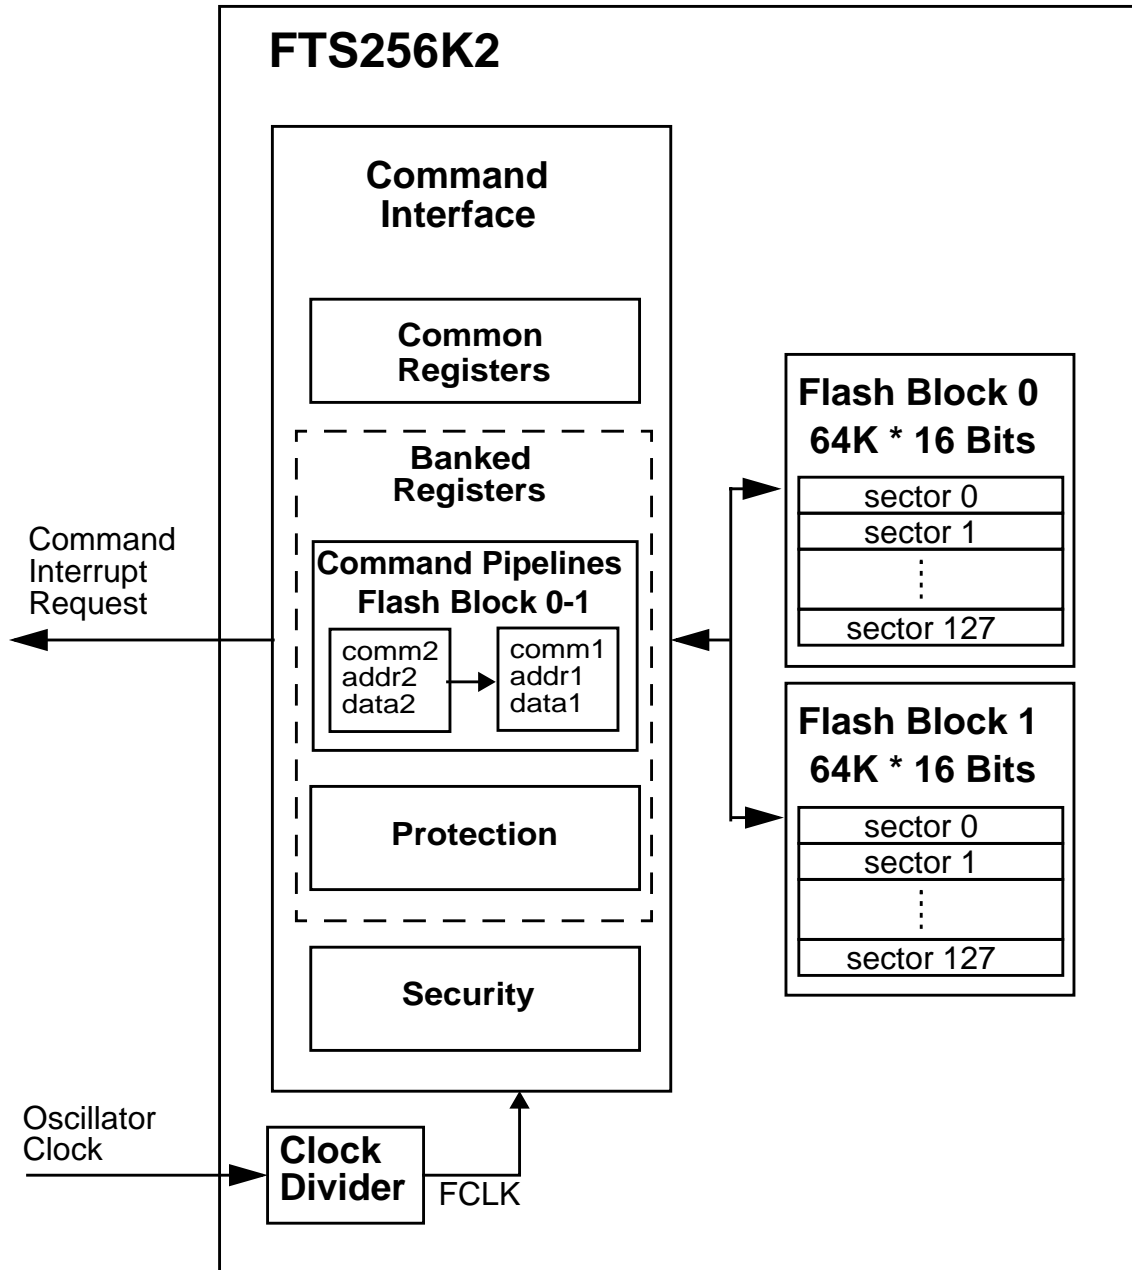 FTS256K2
Command
Interface
Common
Registers
Banked
Registers
Command Pipelines
Flash Block 0-1
comm2
addr2
data2
comm1
addr1
data1
Protection
Security
Command
Interrupt
Request
Oscillator
Clock
Clock
Divider
FCLK
Flash Block 0
64K * 16 Bits
sector 0
sector 1
sector 127
Flash Block 1
64K * 16 Bits
sector 0
sector 1
sector 127